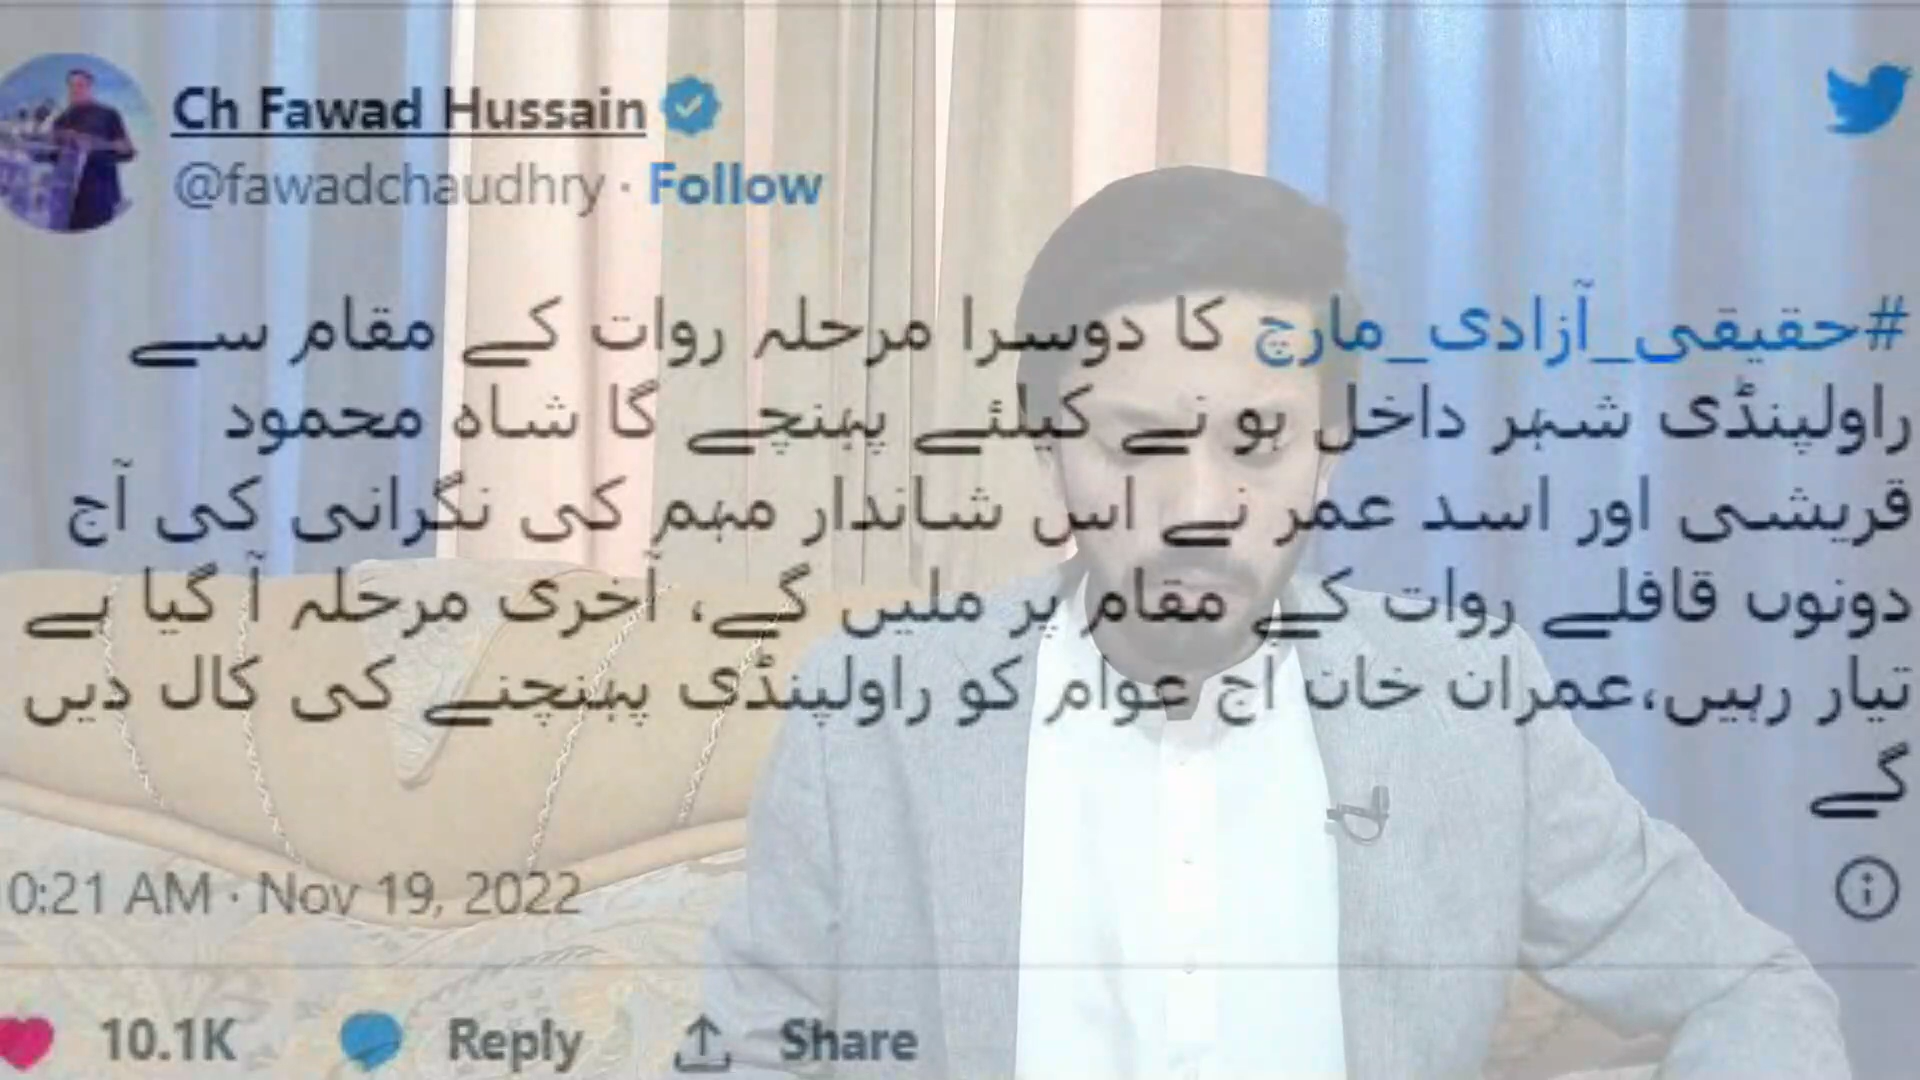 Ch Fawad Hussain
@fawadchaudhry · Follow
#حقیقی_آزادی_مارچ کا دوسرا مرحلہ روات کے مقام سے
راولپنڈی شہر داخل ہو نے کیلئے پہنچے گا شاہ محمود
قریشی اور اسد عمر نے اس شاندار مہم کی نگرانی کی آج
دونوں قافلے روات کے مقام پر ملیں گے، آخری مرحلہ آ گیا ہے
تیار رہیں،عمران خان آج عوام کو راولپنڈی پہنچنے کی کال دیں
گے
0:21 AM · Nov 19, 2022
10.1K Reply Share